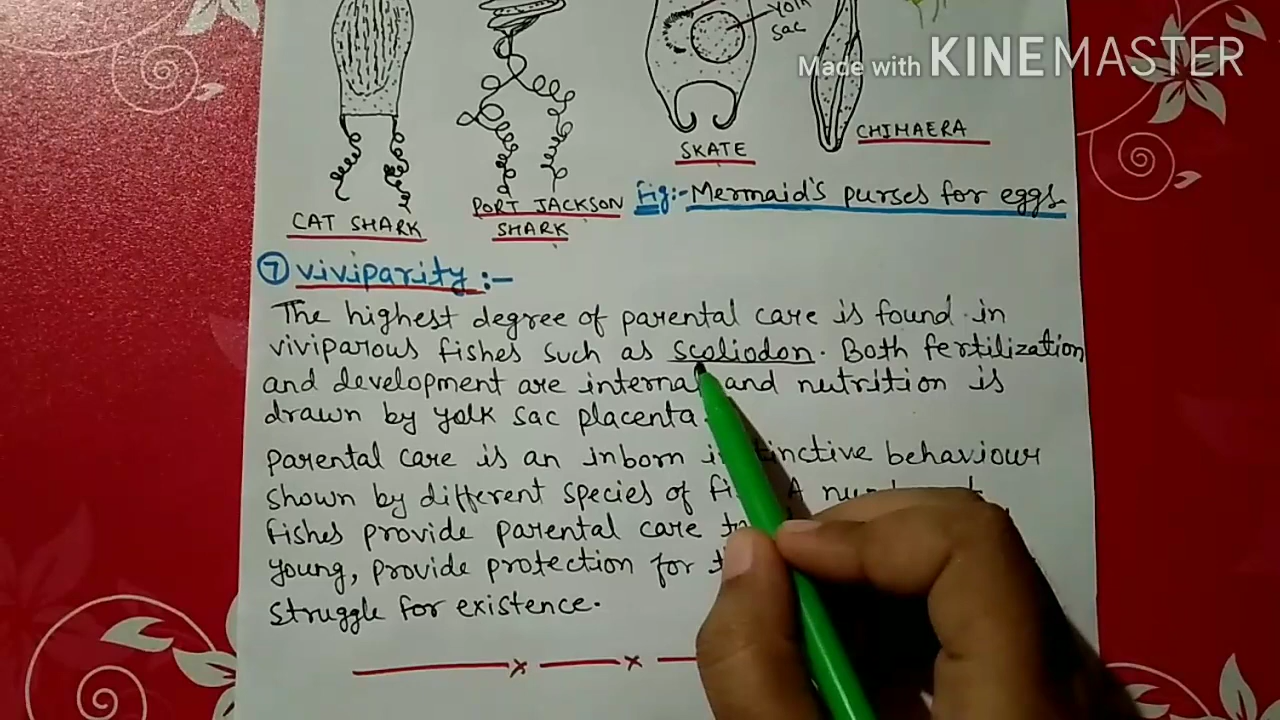 Yolk
sac
Made with KINEMASTER
CHIMAERA
SKATE
Fig:- Mermaid's purses for eggs.
PORT JACKSON
SHARK
CAT SHARK
7 viviparity :-
The highest degree of parental care is found in
viviparous fishes such as scoliodon. Both fertilization
and development are internal and nutrition is
drawn by yolk sac placenta.
Parental care is an inborn instinctive behaviour
shown by different species of A
fishes provide parental care
young, provide protection for
struggle for existence.